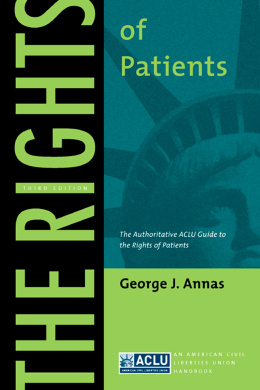 THE RIGHTS
of
Patients
THIRD EDITION
The Authoritative ACLU Guide to
the Rights of Patients
George J. Annas
ACLU
AMERICAN CIVIL LIBERTIES UNION
AN AMERICAN CIVIL
LIBERTIES UNION
HANDBOOK